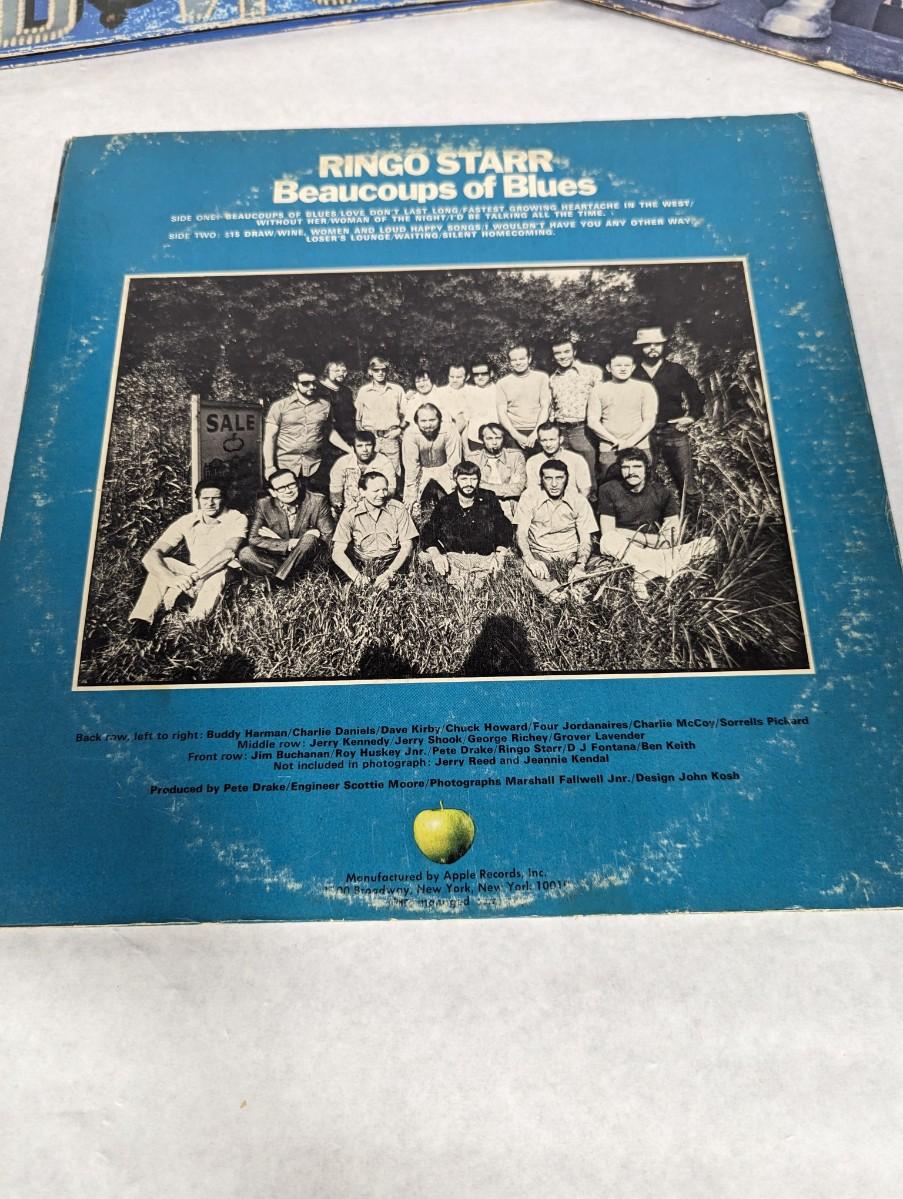 RINGO STARR
Beaucoups of Blues
SIDE ONE: BEAUCOUPS OF BLUES/LOVE DON'T LAST LONG/FASTEST GROWING HEARTACHE IN THE WEST/
WITHOUT HER/WOMAN OF THE NIGHT/I'D BE TALKING ALL THE TIME.
SIDE TWO: $15 DRAW/WINE, WOMEN AND LOUD HAPPY SONGS/I WOULDN'T HAVE YOU ANY OTHER WAY/
LOSER'S LOUNGE/WAITING/SILENT HOMECOMING.
SALE
Back row, left to right: Buddy Harman/Charlie Daniels/Dave Kirby/Chuck Howard/Four Jordanaires/Charlie McCoy/Sorrells Pickard
Middle row: Jerry Kennedy/Jerry Shook/George Richey/Grover Lavender
Front row: Jim Buchanan/Roy Huskey Jnr./Pete Drake/Ringo Starr/D J Fontana/Ben Keith
Not included in photograph: Jerry Reed and Jeannie Kendal
Produced by Pete Drake/Engineer Scottie Moore/Photographs Marshall Fallwell Jnr./Design John Kosh
Manufactured by Apple Records, Inc.
Broadway, New York, New York